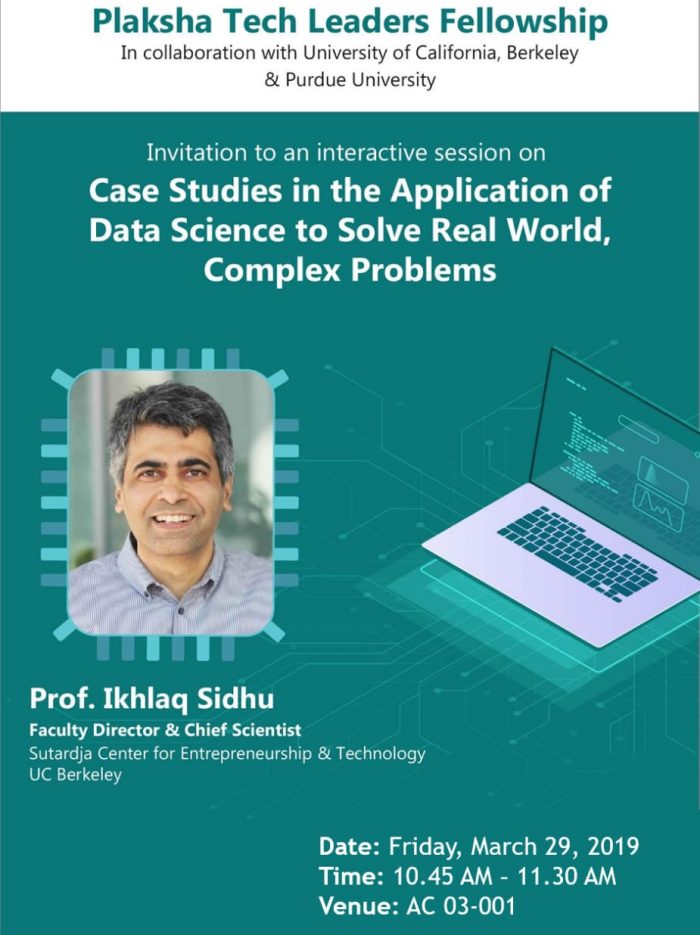 Plaksha Tech Leaders Fellowship
In collaboration with University of California, Berkeley
& Purdue University
Invitation to an interactive session on
Case Studies in the Application of
Data Science to Solve Real World,
Complex Problems
Prof. Ikhlaq Sidhu
Faculty Director & Chief Scientist
Sutardja Center for Entrepreneurship & Technology
UC Berkeley
Date: Friday, March 29, 2019
Time: 10.45 AM – 11.30 AM
Venue: AC 03-001